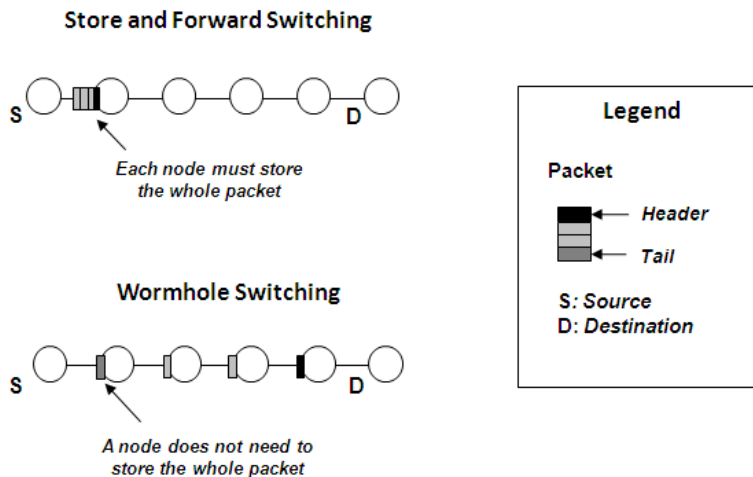 Store and Forward Switching
S
D
Each node must store
the whole packet
Wormhole Switching
S
D
A node does not need to
store the whole packet
Legend
Packet
Header
Tail
S: Source
D: Destination